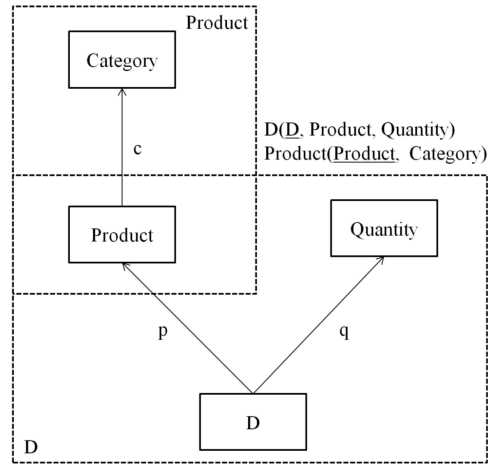 Product
Category
D(D, Product, Quantity)
Product(Product, Category)
c
Product
Quantity
p
q
D
D